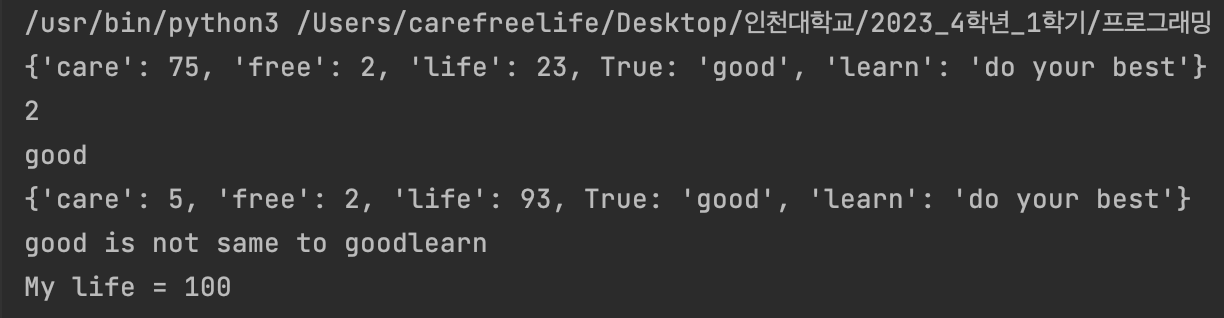 /usr/bin/python3 /Users/carefreelife/Desktop/인천대학교/2023_4학년_1학기/프로그래밍
{'care': 75, 'free': 2, 'life': 23, True: 'good', 'learn': 'do your best'}
2
good
{'care': 5, 'free': 2, 'life': 93, True: 'good', 'learn': 'do your best'}
good is not same to goodlearn
My life = 100